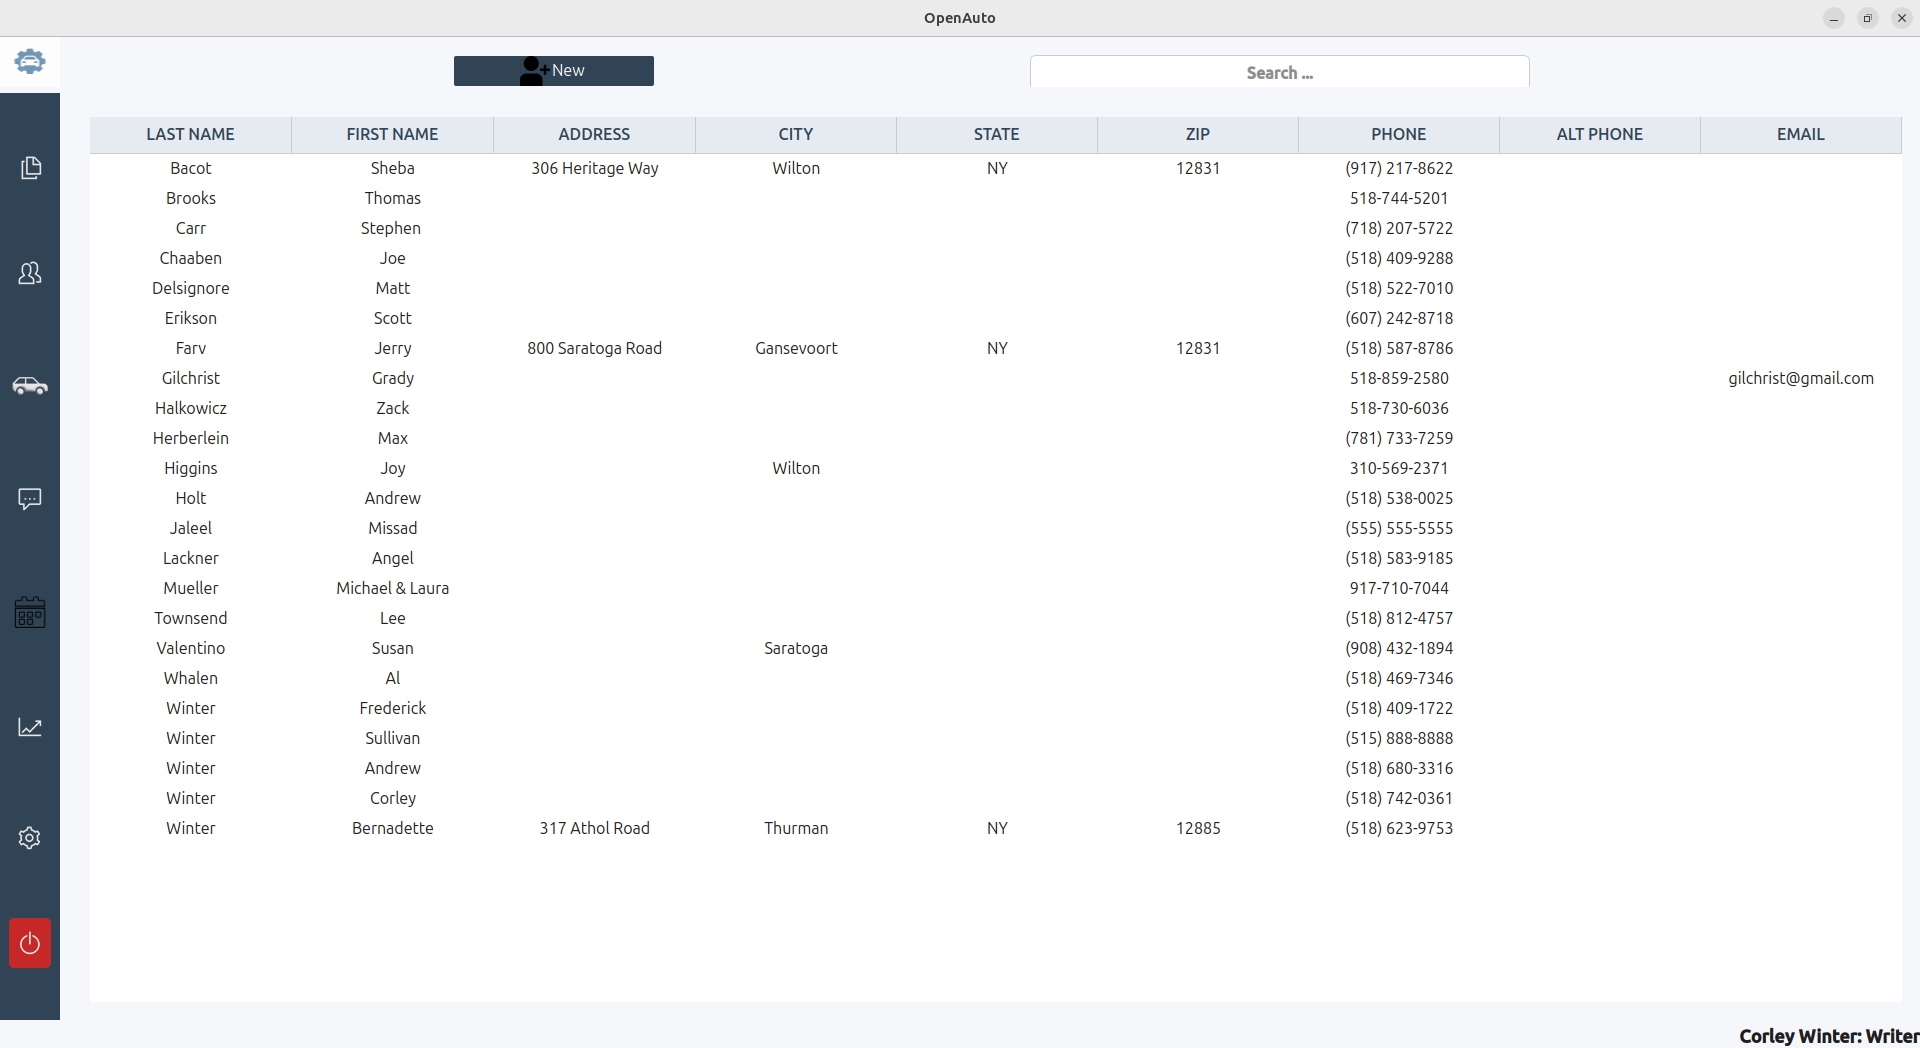 OpenAuto
New
Search ...
LAST NAME FIRST NAME ADDRESS CITY STATE ZIP PHONE ALT PHONE EMAIL
Bacot Sheba 306 Heritage Way Wilton NY 12831 (917) 217-8622
Brooks Thomas 518-744-5201
Carr Stephen (718) 207-5722
Chaaben Joe (518) 409-9288
Delsignore Matt (518) 522-7010
Erikson Scott (607) 242-8718
Farv Jerry 800 Saratoga Road Gansevoort NY 12831 (518) 587-8786
Gilchrist Grady 518-859-2580 gilchrist@gmail.com
Halkowicz Zack 518-730-6036
Herberlein Max (781) 733-7259
Higgins Joy Wilton 310-569-2371
Holt Andrew (518) 538-0025
Jaleel Missad (555) 555-5555
Lackner Angel (518) 583-9185
Mueller Michael & Laura 917-710-7044
Townsend Lee (518) 812-4757
Valentino Susan Saratoga (908) 432-1894
Whalen Al (518) 469-7346
Winter Frederick (518) 409-1722
Winter Sullivan (515) 888-8888
Winter Andrew (518) 680-3316
Winter Corley (518) 742-0361
Winter Bernadette 317 Athol Road Thurman NY 12885 (518) 623-9753
Corley Winter: Writer